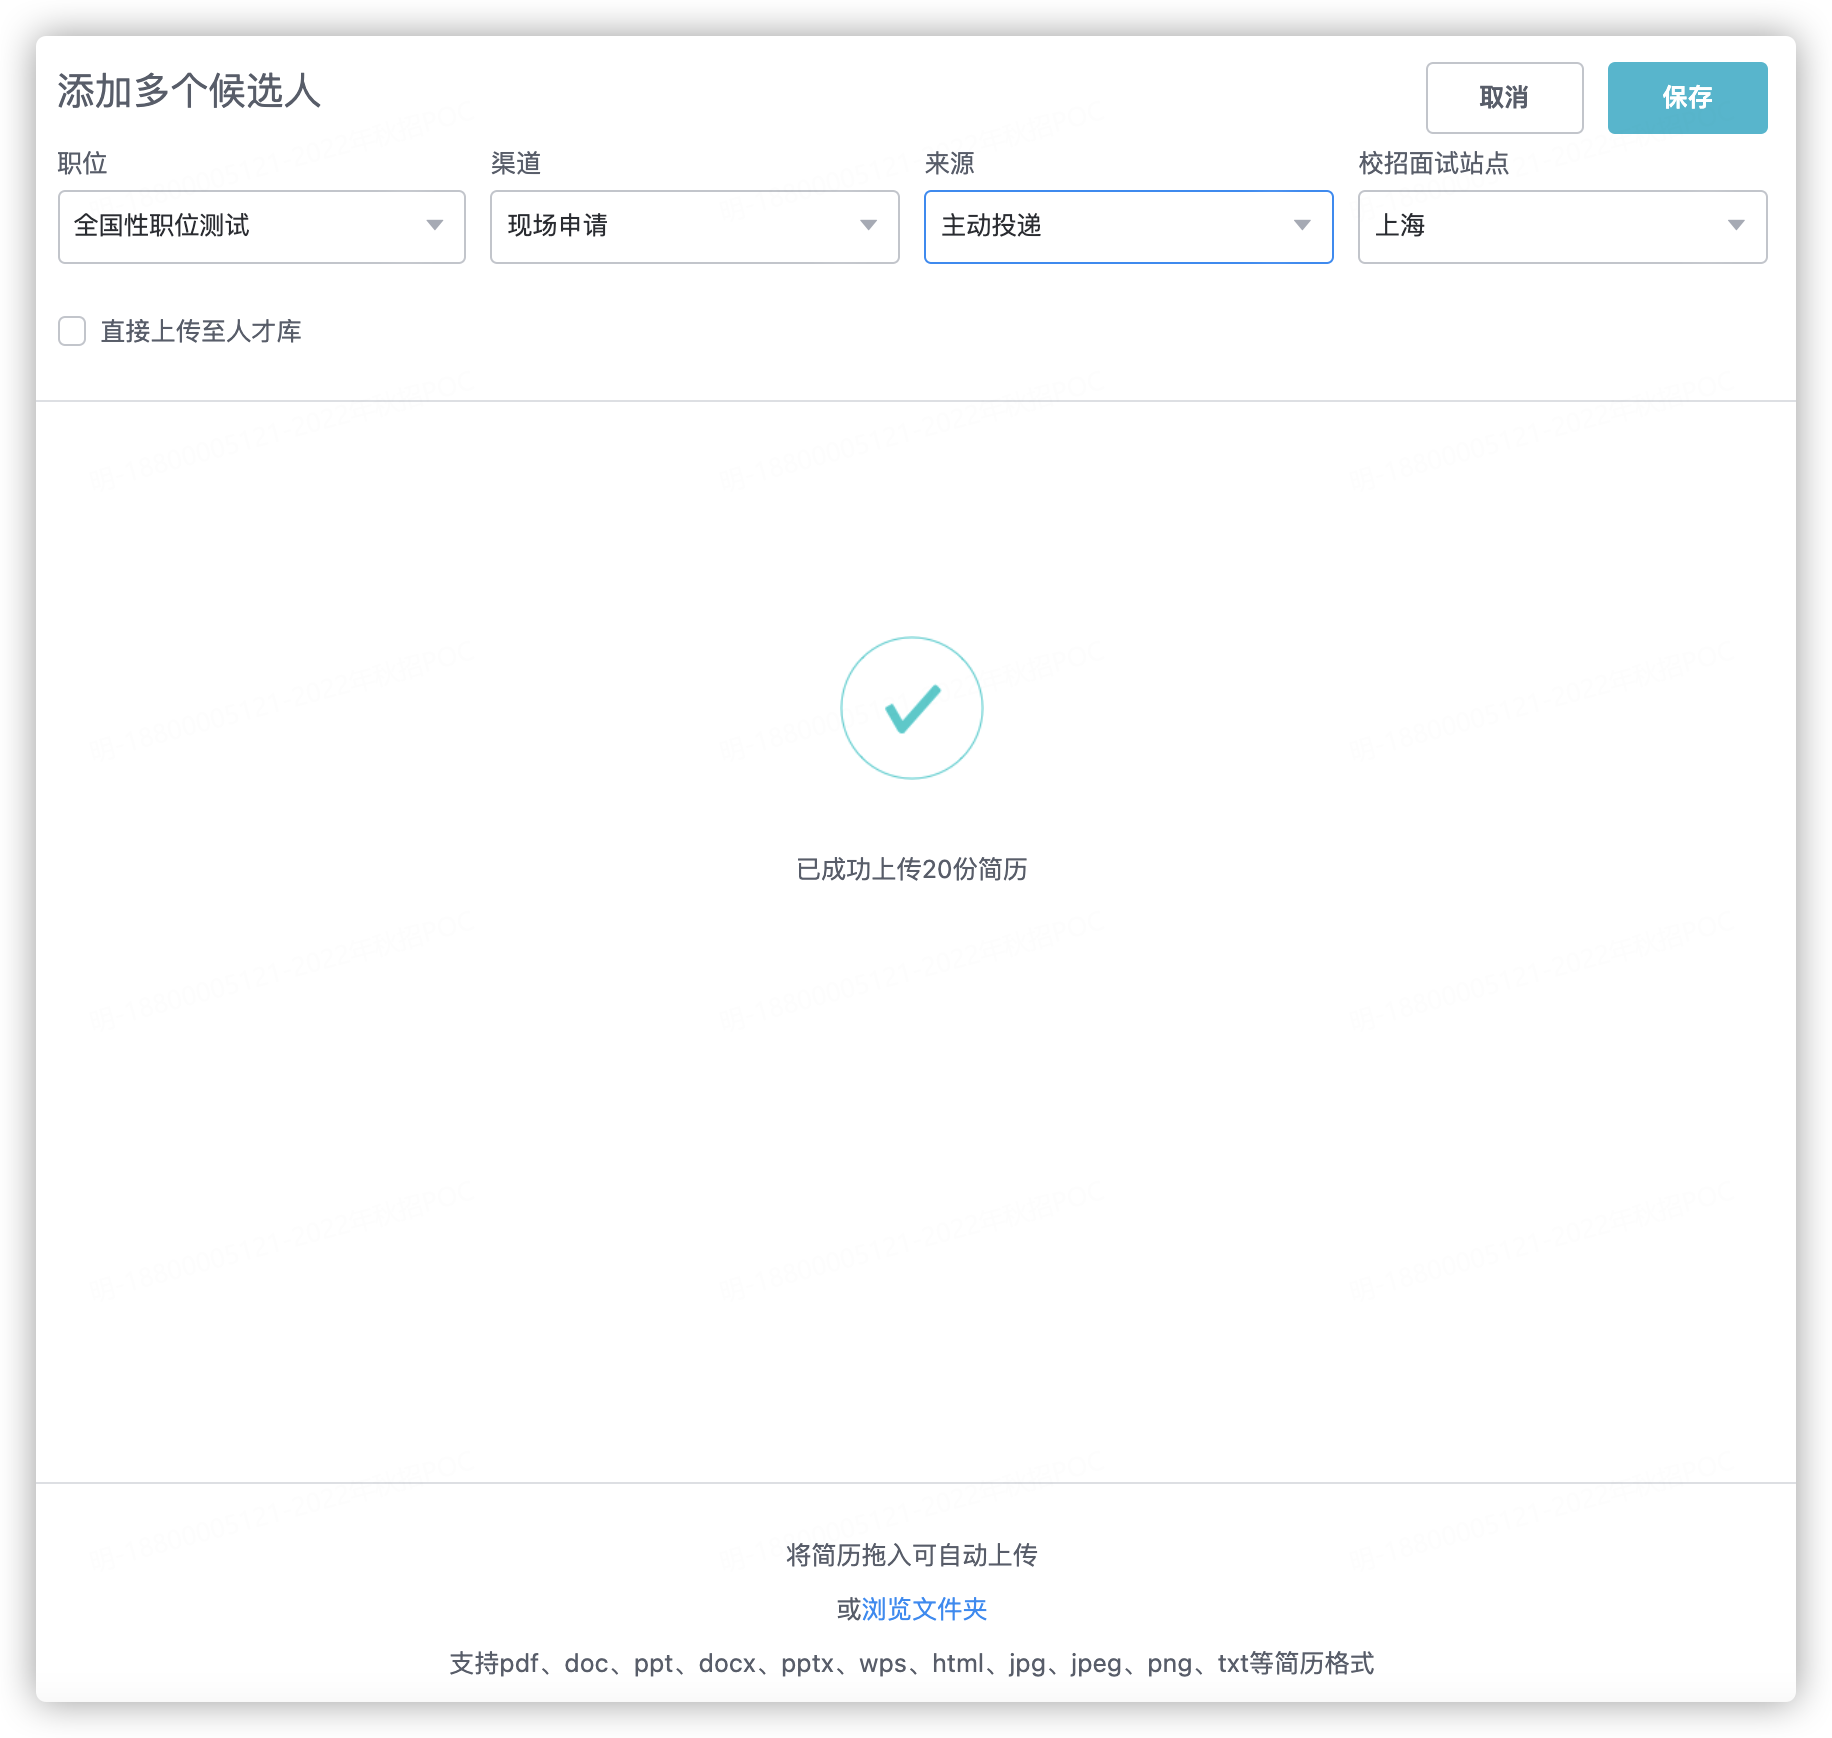 添加多个候选人
取消
保存
职位
渠道
来源
校招面试站点
全国性职位测试
现场申请
主动投递
上海
直接上传至人才库
已成功上传20份简历
将简历拖入可自动上传
或浏览文件夹
支持pdf、doc、ppt、docx、pptx、wps、html、jpg、jpeg、png、txt等简历格式